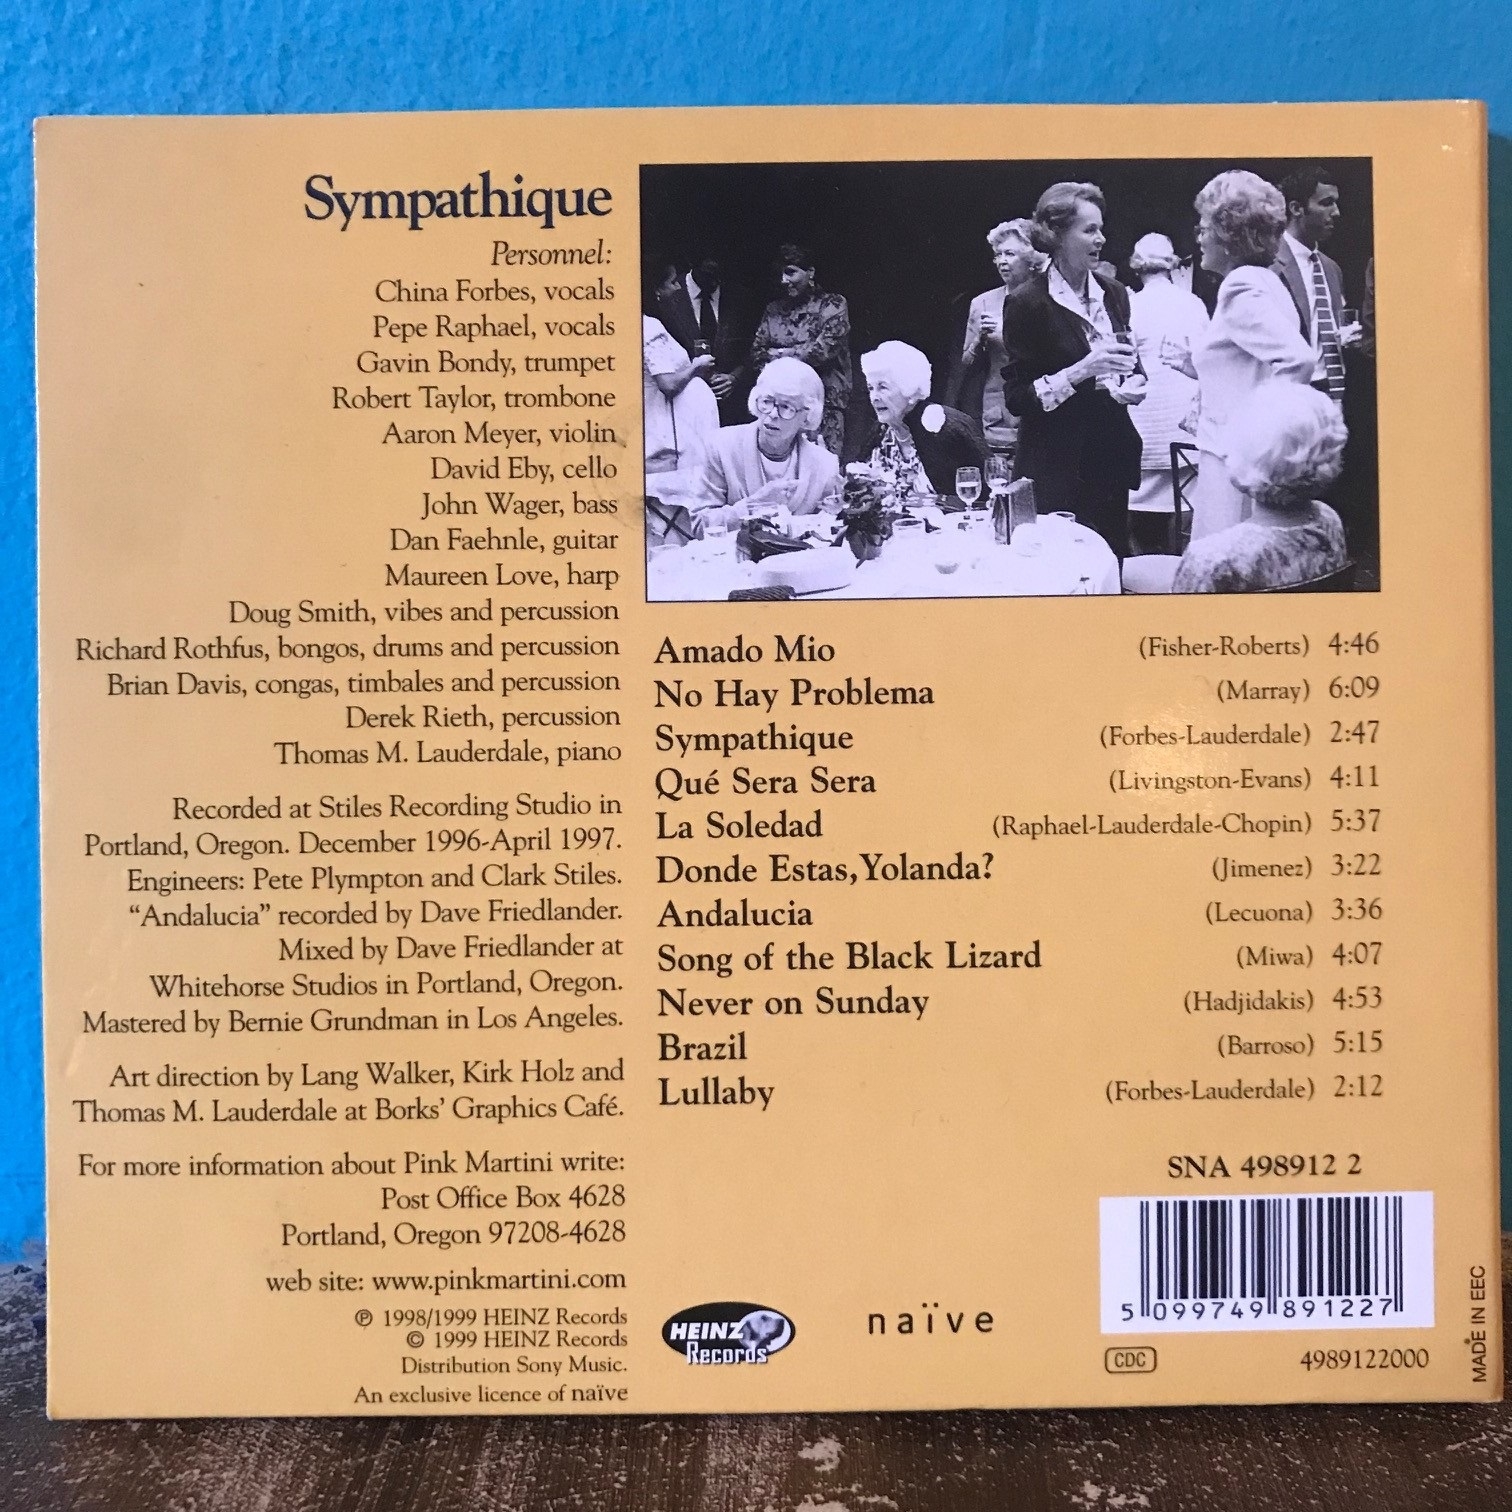 Sympathique
Personnel:
China Forbes, vocals
Pepe Raphael, vocals
Gavin Bondy, trumpet
Robert Taylor, trombone
Aaron Meyer, violin
David Eby, cello
John Wager, bass
Dan Faehnle, guitar
Maureen Love, harp
Doug Smith, vibes and percussion
Richard Rothfus, bongos, drums and percussion
Brian Davis, congas, timbales and percussion
Derek Rieth, percussion
Thomas M. Lauderdale, piano
Recorded at Stiles Recording Studio in
Portland, Oregon. December 1996-April 1997.
Engineers: Pete Plympton and Clark Stiles.
“Andalucia” recorded by Dave Friedlander.
Mixed by Dave Friedlander at
Whitehorse Studios in Portland, Oregon.
Mastered by Bernie Grundman in Los Angeles.
Art direction by Lang Walker, Kirk Holz and
Thomas M. Lauderdale at Borks’ Graphics Café.
For more information about Pink Martini write:
Post Office Box 4628
Portland, Oregon 97208-4628
web site: www.pinkmartini.com
℗ 1998/1999 HEINZ Records
© 1999 HEINZ Records
Distribution Sony Music.
An exclusive licence of naïve
Amado Mio (Fisher-Roberts) 4:46
No Hay Problema (Marray) 6:09
Sympathique (Forbes-Lauderdale) 2:47
Qué Sera Sera (Livingston-Evans) 4:11
La Soledad (Raphael-Lauderdale-Chopin) 5:37
Donde Estas, Yolanda? (Jimenez) 3:22
Andalucia (Lecuona) 3:36
Song of the Black Lizard (Miwa) 4:07
Never on Sunday (Hadjidakis) 4:53
Brazil (Barroso) 5:15
Lullaby (Forbes-Lauderdale) 2:12
SNA 498912 2
5 099749 891227
HEINZ
Records
naïve
CDC
4989122000
MADE IN EEC